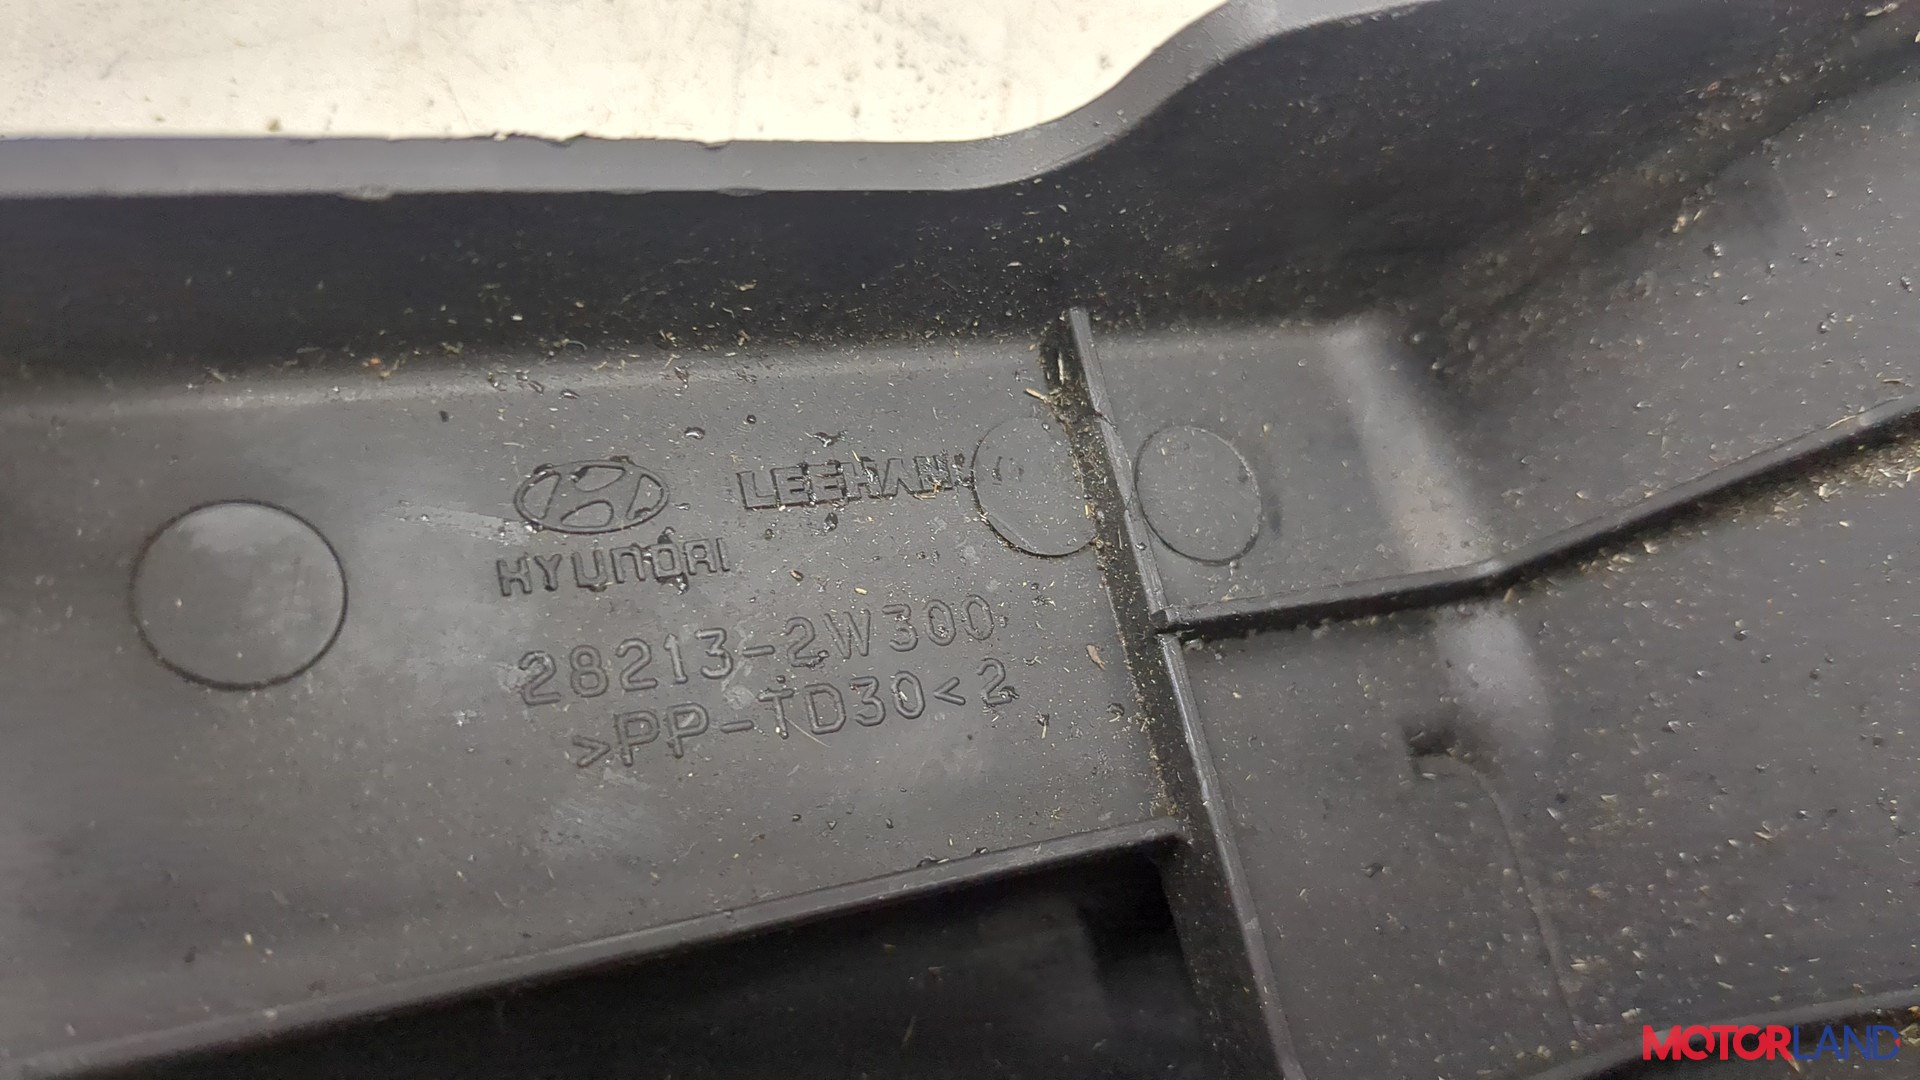 LEEHAN
HYUNDAI
28213-2W300
>PP-TD30<2
MOTORLAND